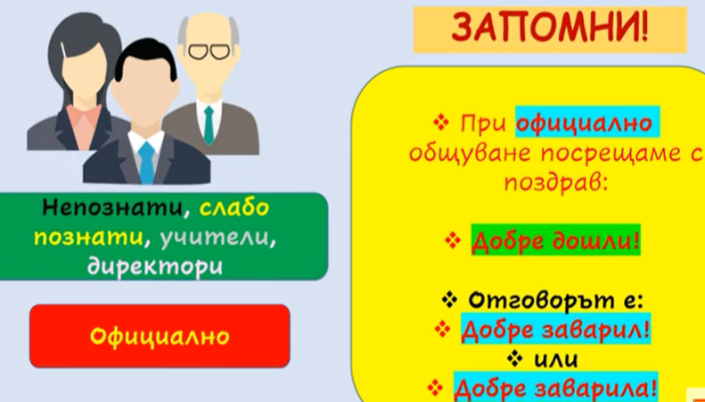 ЗАПОМНИ!
Непознати, слабо
познати, учители,
директори
Официално
❖ При официално
общуване посрещаме с
поздрав:
❖ Добре дошли!
❖ Отговорът е:
❖ Добре заварил!
❖ или
❖ Добре заварила!